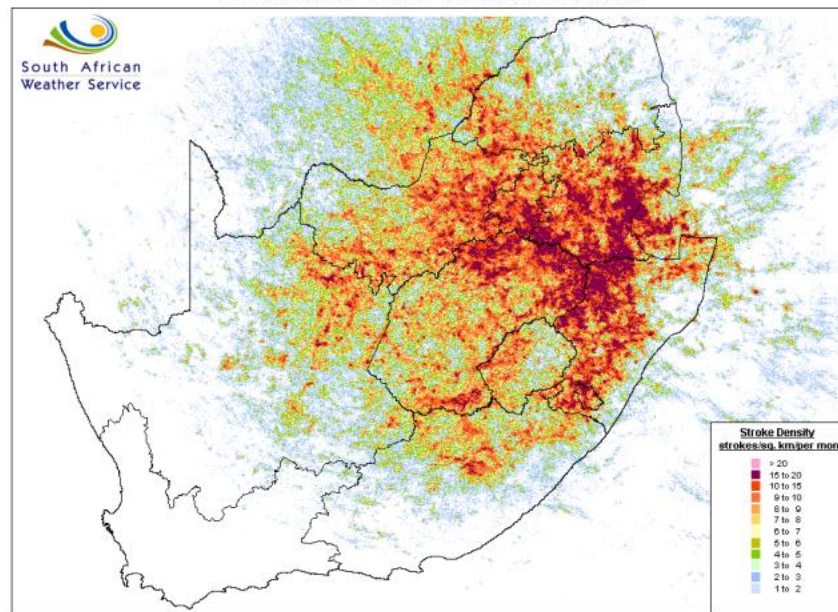 South African
Weather Service
Stroke Density
strokes/sq. km/per mon
> 20
15 to 20
10 to 15
9 to 10
8 to 9
7 to 8
6 to 7
5 to 6
4 to 5
3 to 4
2 to 3
1 to 2